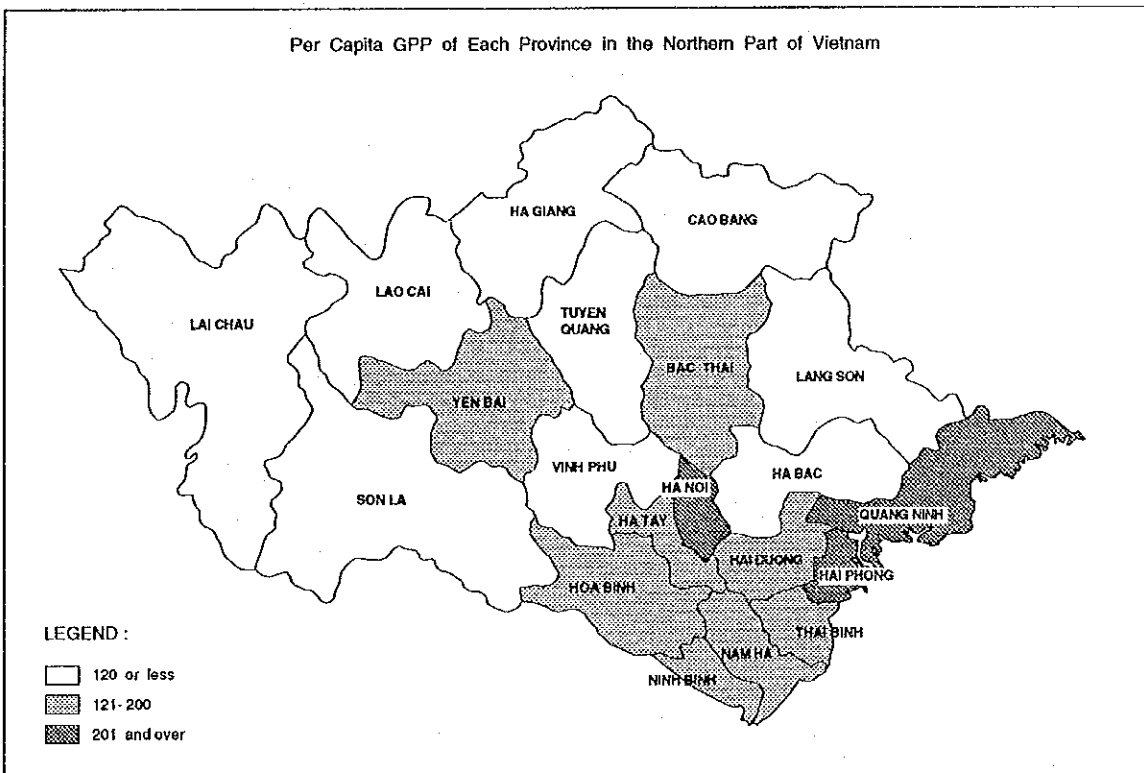 Per Capita GPP of Each Province in the Northern Part of Vietnam
HA GIANG
CAO BANG
LAO CAI
LAI CHAU
TUYEN
QUANG
BAC THAI
LANG SON
YEN BAI
VINH PHU
HA NOI
HA BAC
SON LA
QUANG NINH
HA TAY
HAI DUONG
HAI PHONG
HOA BINH
THAI BINH
NAM HA
NINH BINH
LEGEND :
120 or less
121-200
201 and over